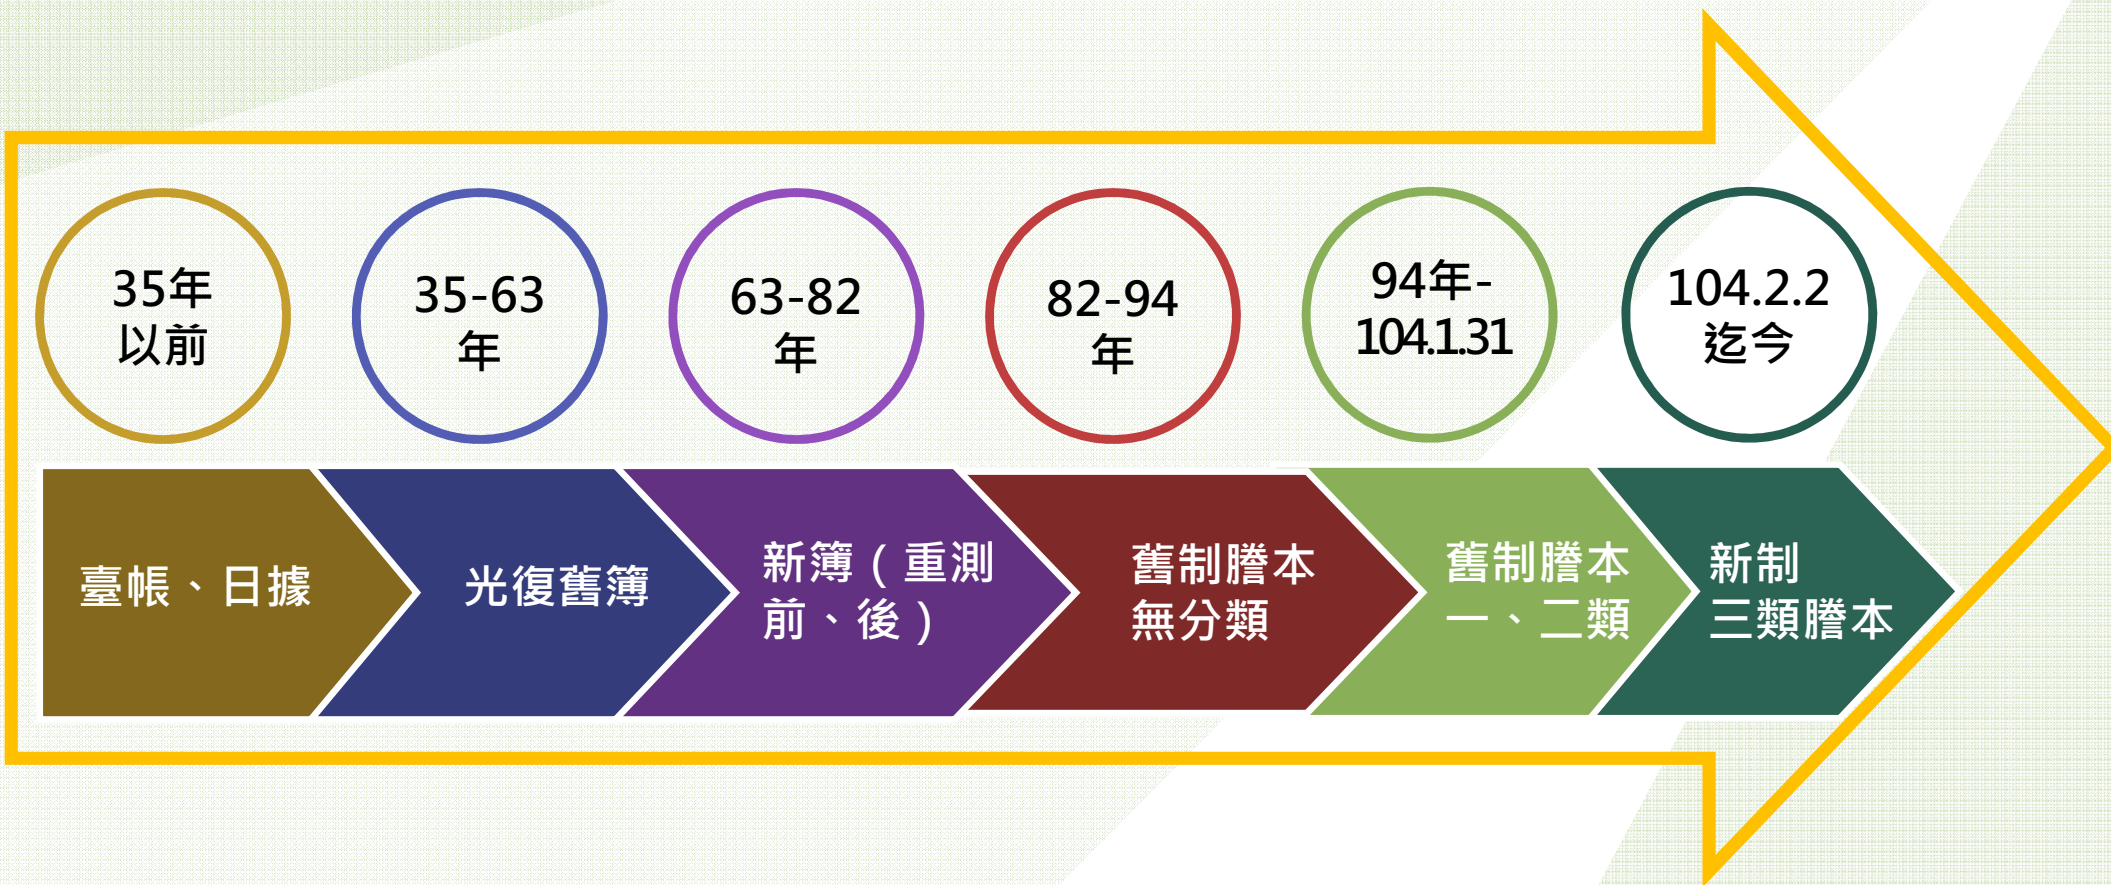 35年
以前
35-63
年
63-82
年
82-94
年
94年-
104.1.31
104.2.2
迄今
臺帳、日據
光復舊簿
新簿（重測
前、後）
舊制謄本
無分類
舊制謄本
一、二類
新制
三類謄本